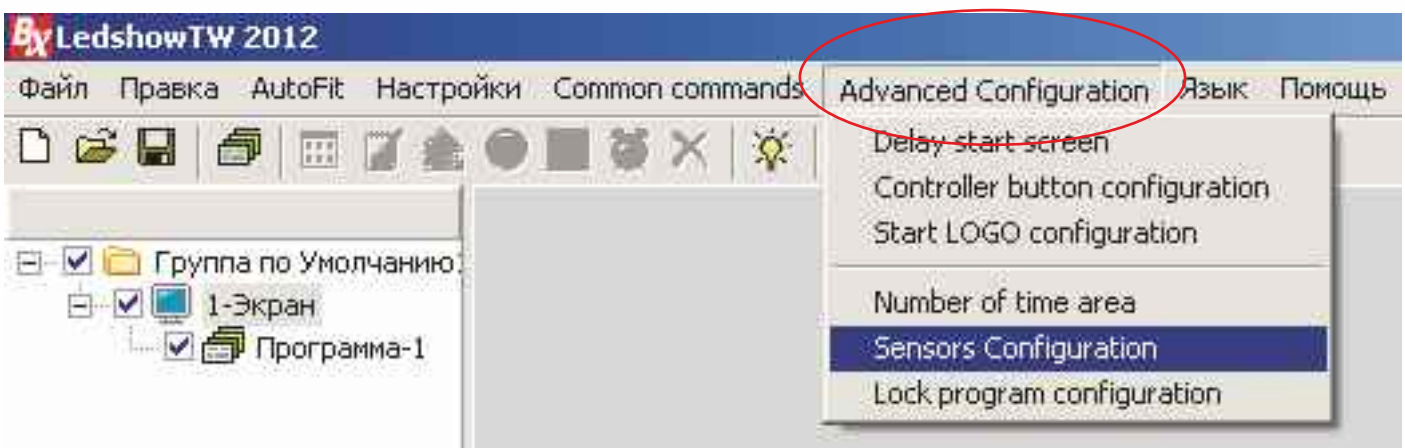 BX LedshowTW 2012
Файл Правка AutoFit Настройки Common commands Advanced Configuration Язык Помощь
Delay start screen
Controller button configuration
Start LOGO configuration
Группа по Умолчанию
1-Экран
Number of time area
Программа-1
Sensors Configuration
Lock program configuration